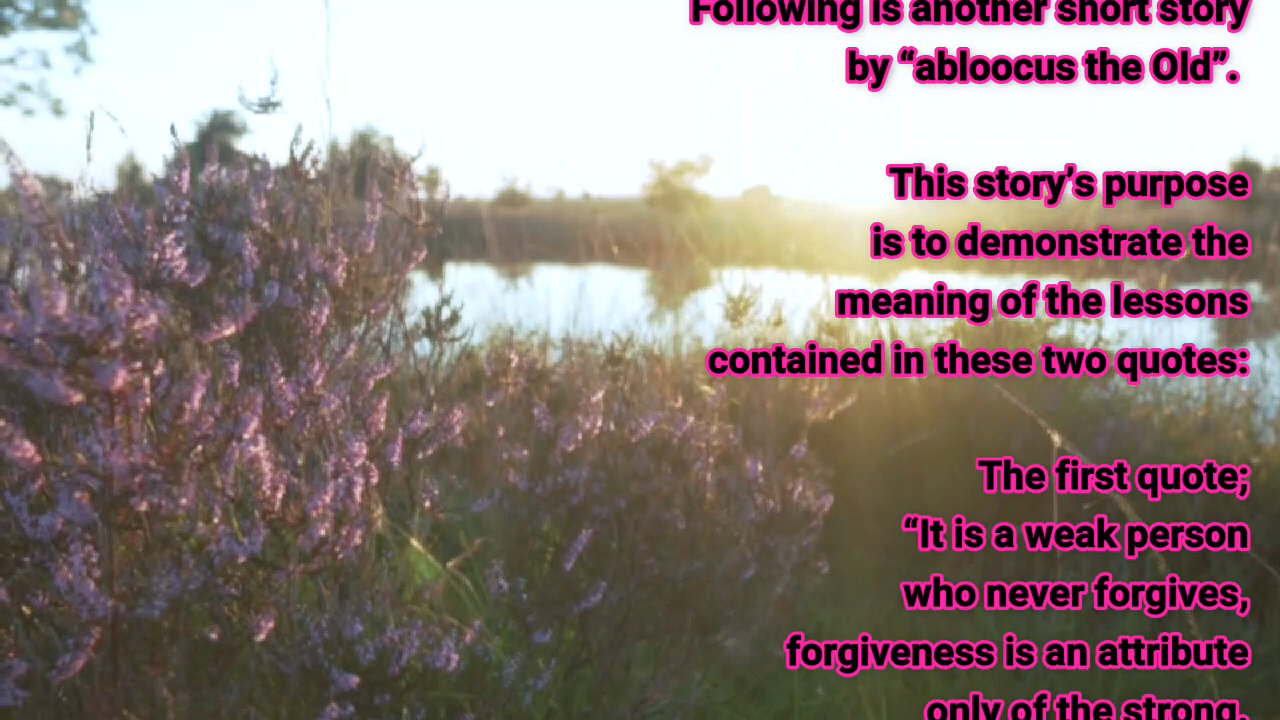 Following is another short story
by “abloocus the Old”.
This story’s purpose
is to demonstrate the
meaning of the lessons
contained in these two quotes:
The first quote;
“It is a weak person
who never forgives,
forgiveness is an attribute
only of the strong.